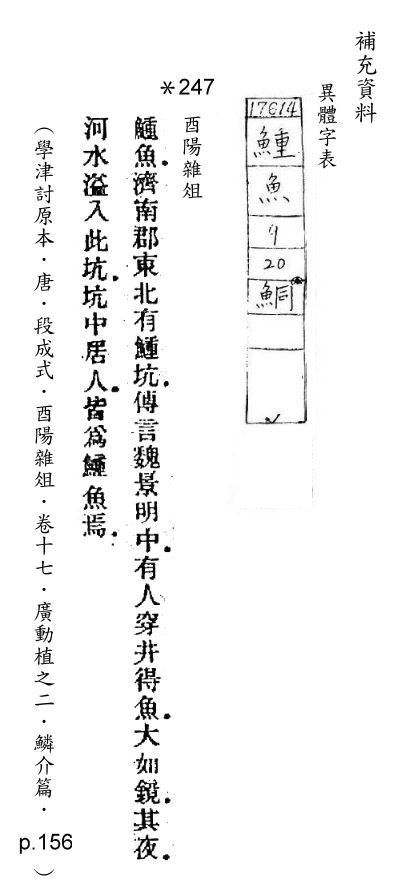 補充資料
異體字表
17614
䱰
魚
9
20
鮦
*247
酉陽雜俎
䱰魚濟南郡東北有䱰坑傳言魏景明中有人穿井得魚大如鏡其夜
河水溢入此坑坑中居人皆為䱰魚焉
(學津討原本．唐．段成式．酉陽雜俎．卷十七．廣動植之二．鱗介篇．p.156)